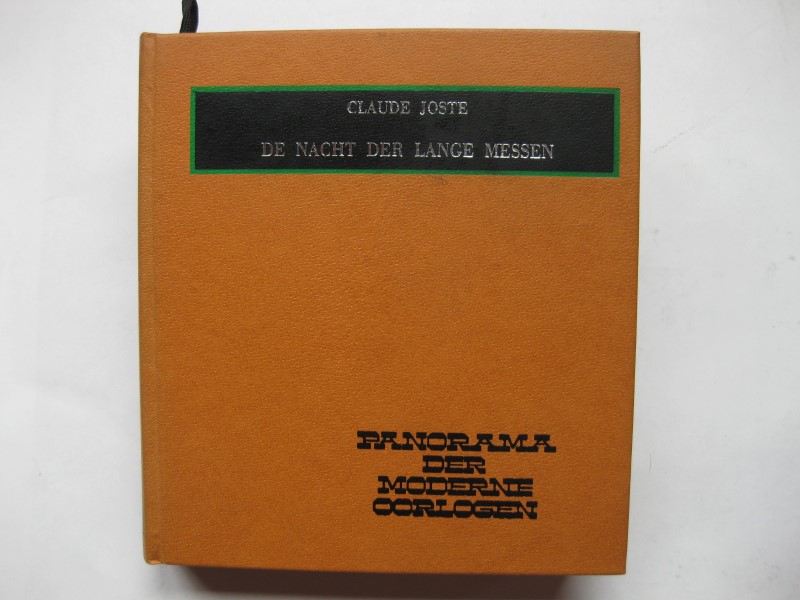 CLAUDE JOSTE
DE NACHT DER LANGE MESSEN
PANORAMA
DER
MODERNE
OORLOGEN